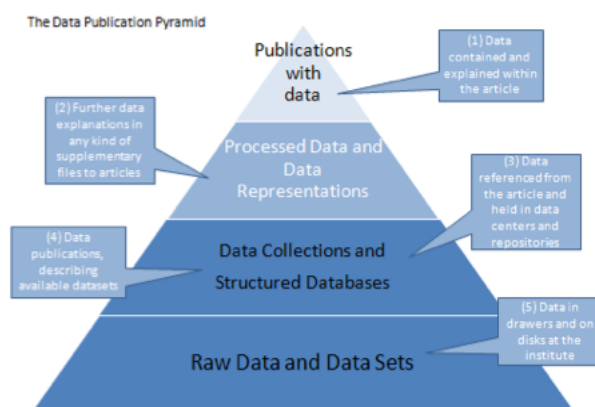 The Data Publication Pyramid
Publications
with
data
(1) Data
contained and
explained within
the article
(2) Further data
explanations in
any kind of
supplementary
files to articles
Processed Data and
Data
Representations
(3) Data
referenced from
the article and
held in data
centers and
repositories
(4) Data
publications,
describing
available datasets
Data Collections and
Structured Databases
(5) Data in
drawers and on
disks at the
institute
Raw Data and Data Sets